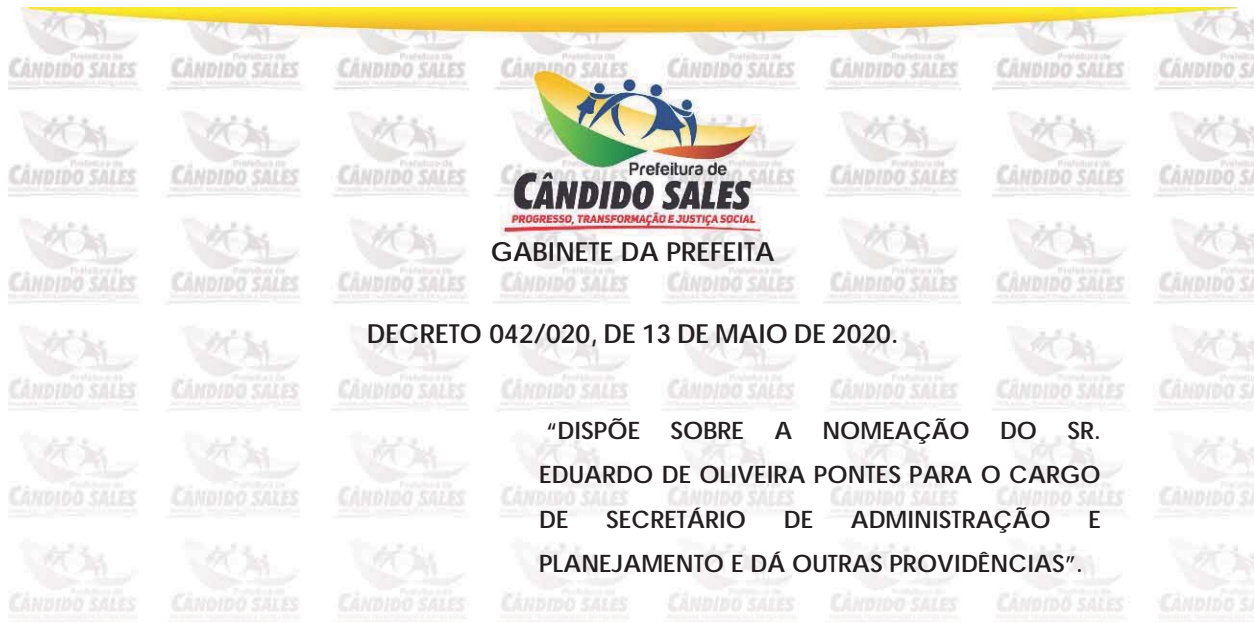 Prefeitura de
CÂNDIDO SALES
PROGRESSO, TRANSFORMAÇÃO E JUSTIÇA SOCIAL
GABINETE DA PREFEITA
DECRETO 042/020, DE 13 DE MAIO DE 2020.
"DISPÕE SOBRE A NOMEAÇÃO DO SR.
EDUARDO DE OLIVEIRA PONTES PARA O CARGO
DE SECRETÁRIO DE ADMINISTRAÇÃO E
PLANEJAMENTO E DÁ OUTRAS PROVIDÊNCIAS".